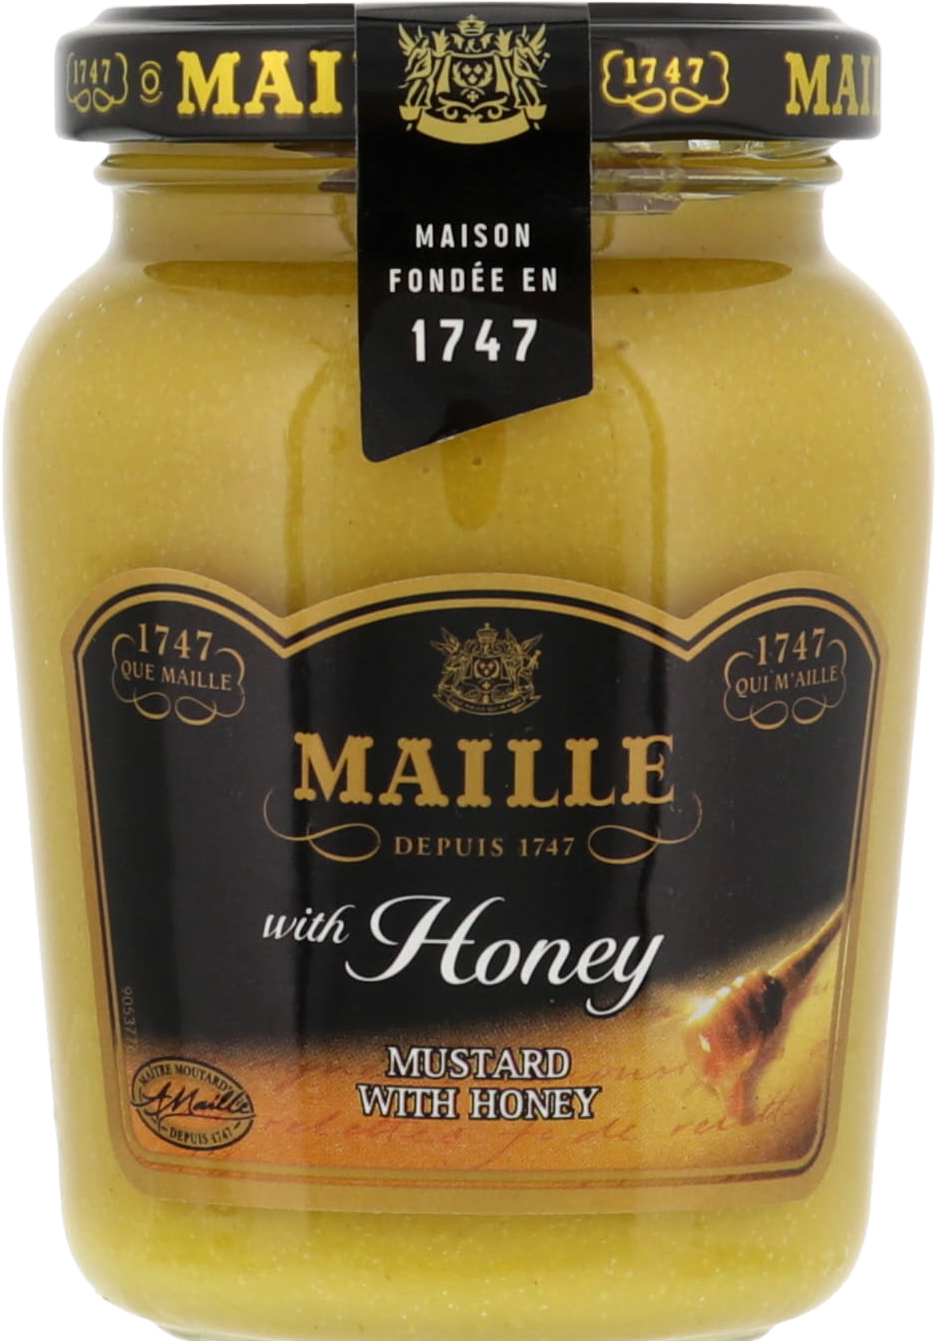 1747
MAI
1747
MAI
MAISON
FONDÉE EN
1747
1747
QUE MAILLE
1747
QUI M'AILLE
MAILLE
DEPUIS 1747
with Honey
MUSTARD
WITH HONEY
MAÎTRE MOUTARDIER
A Maille
DEPUIS 1747